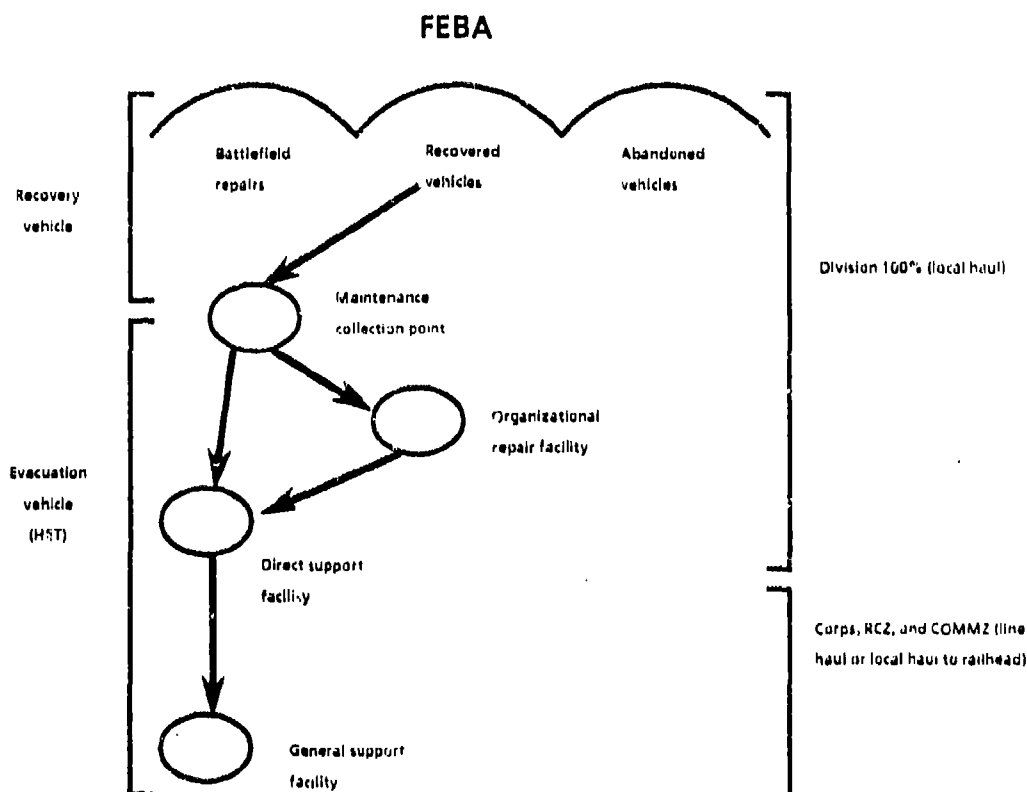 FEBA
Battlefield
repairs
Recovered
vehicles
Abandoned
vehicles
Recovery
vehicle
Division 100% (local haul)
Maintenance
collection point
Organizational
repair facility
Evacuation
vehicle
(HST)
Direct support
facility
Corps, RCZ, and COMMZ (line
haul or local haul to railhead)
General support
facility